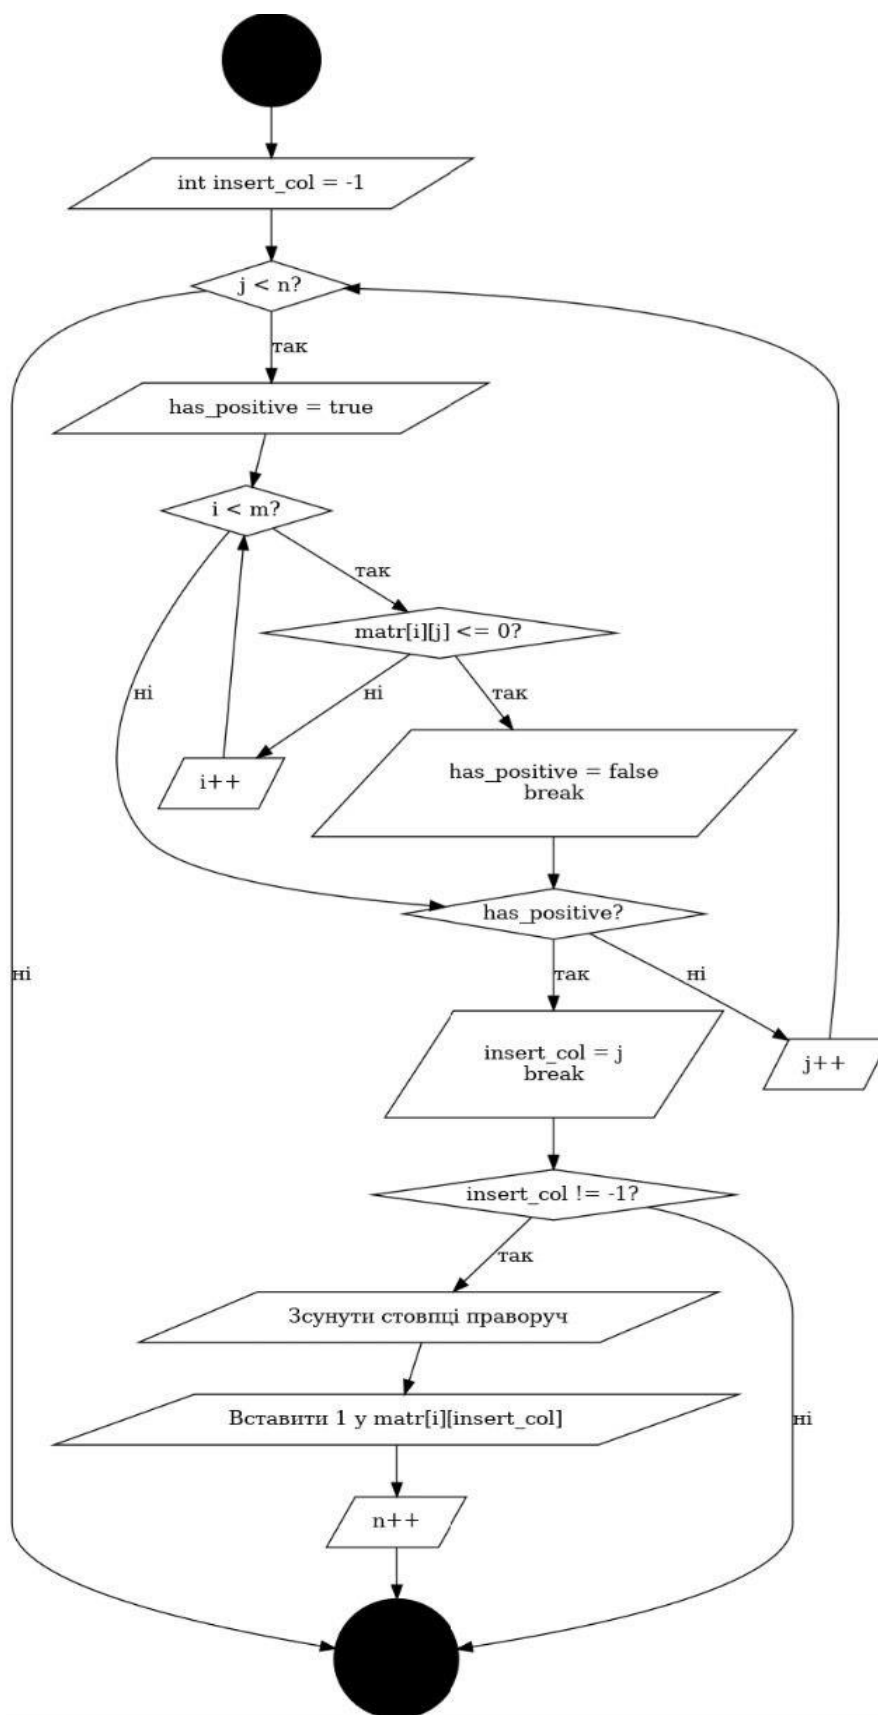 int insert_col = -1
j < n?
так
has_positive = true
i < m?
так
matr[i][j] <= 0?
ні
ні
так
i++
has_positive = false
break
has_positive?
ні
так
ні
insert_col = j
break
j++
insert_col != -1?
так
Зсунути стовпці праворуч
Вставити 1 у matr[i][insert_col]
ні
n++